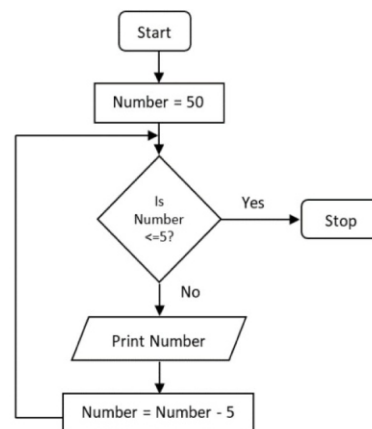 Start
Number = 50
Is
Number
<=5?
Yes
Stop
No
Print Number
Number = Number - 5